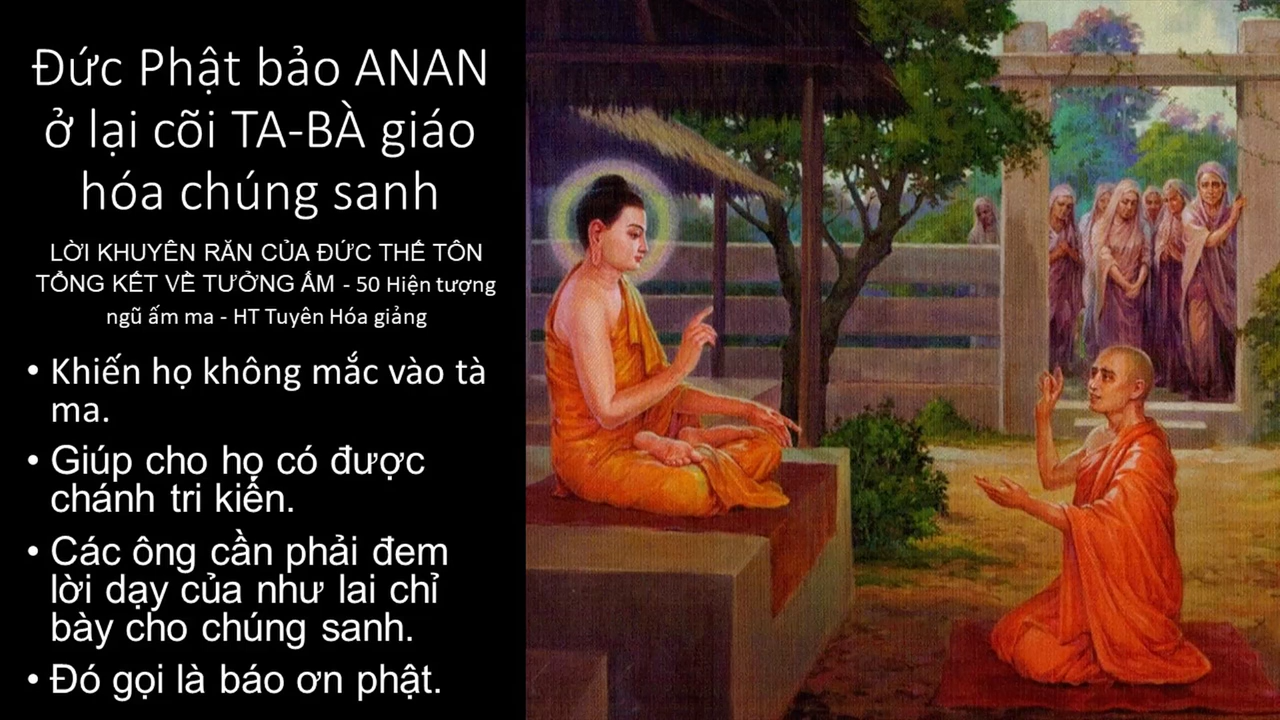 Đức Phật bảo ANAN
ở lại cõi TA-BÀ giáo
hóa chúng sanh
LỜI KHUYÊN RĂN CỦA ĐỨC THẾ TÔN
TỔNG KẾT VỀ TƯỞNG ẤM - 50 Hiện tượng
ngũ ấm ma - HT Tuyên Hóa giảng
• Khiến họ không mắc vào tà
ma.
• Giúp cho họ có được
chánh tri kiến.
• Các ông cần phải đem
lời dạy của như lai chỉ
bày cho chúng sanh.
• Đó gọi là báo ơn phật.